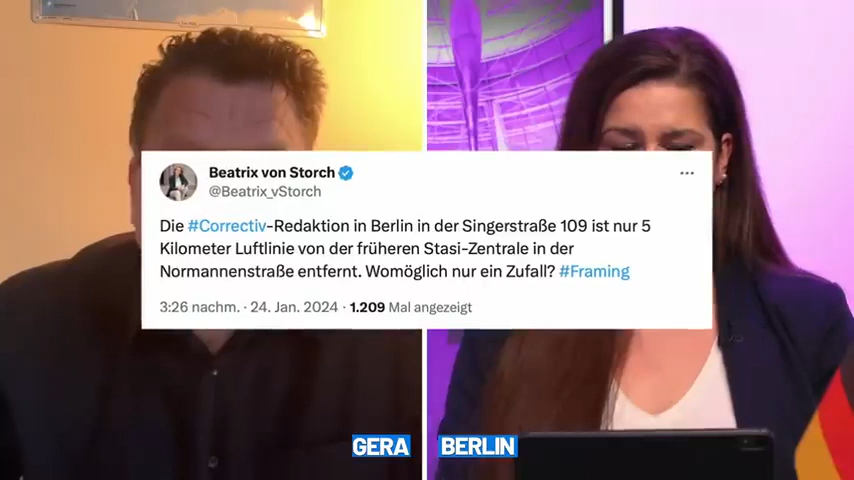 Beatrix von Storch
@Beatrix_vStorch
Die #Correctiv-Redaktion in Berlin in der Singerstraße 109 ist nur 5
Kilometer Luftlinie von der früheren Stasi-Zentrale in der
Normannenstraße entfernt. Womöglich nur ein Zufall? #Framing
3:26 nachm. · 24. Jan. 2024 · 1.209 Mal angezeigt
GERA
BERLIN